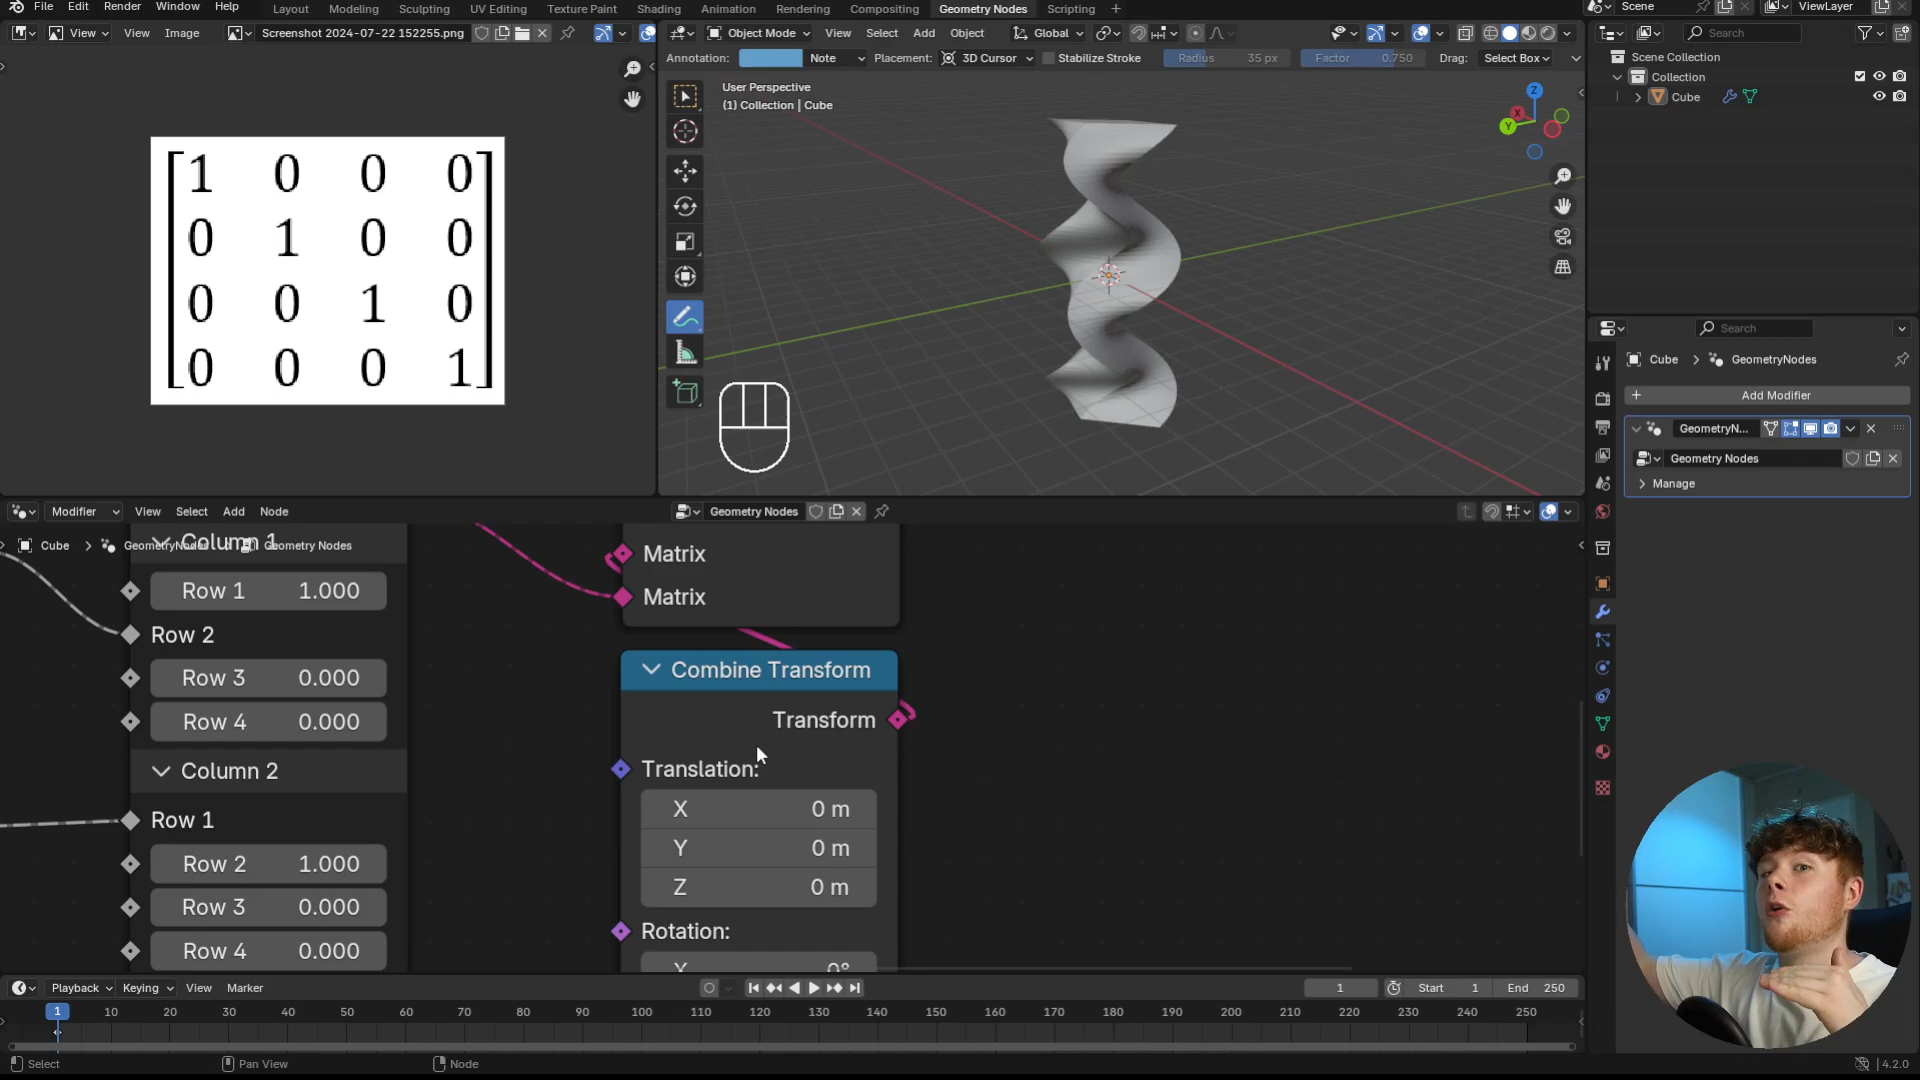 File Edit Render Window Help Layout Modeling Sculpting UV Editing Texture Paint Shading Animation Rendering Compositing Geometry Nodes Scripting + Scene ViewLayer
View View Image Screenshot 2024-07-22 152255.png
Object Mode View Select Add Object Global
Search
Annotation: Note Placement: 3D Cursor Stabilize Stroke Radius 35 px Factor 0.750 Drag: Select Box
Scene Collection
Collection
Cube
User Perspective
(1) Collection | Cube
Z
X
Y
1 0 0 0
0 1 0 0
0 0 1 0
0 0 0 1
Search
Cube > GeometryNodes
+ Add Modifier
GeometryN...
Geometry Nodes
Manage
Modifier View Select Add Node Geometry Nodes
Cube > GeometryNodes > Geometry Nodes
Column 1
Row 1 1.000
Row 2
Row 3 0.000
Row 4 0.000
Column 2
Row 1
Row 2 1.000
Row 3 0.000
Row 4 0.000
Matrix
Matrix
Combine Transform
Transform
Translation:
X 0 m
Y 0 m
Z 0 m
Rotation:
X 0°
Playback Keying View Marker 1 Start 1 End 250
1 10 20 30 40 50 60 70 80 90 100 110 120 130 140 150 160 170 180 190 200 210 220 230 240 250
Select Pan View Node 4.2.0